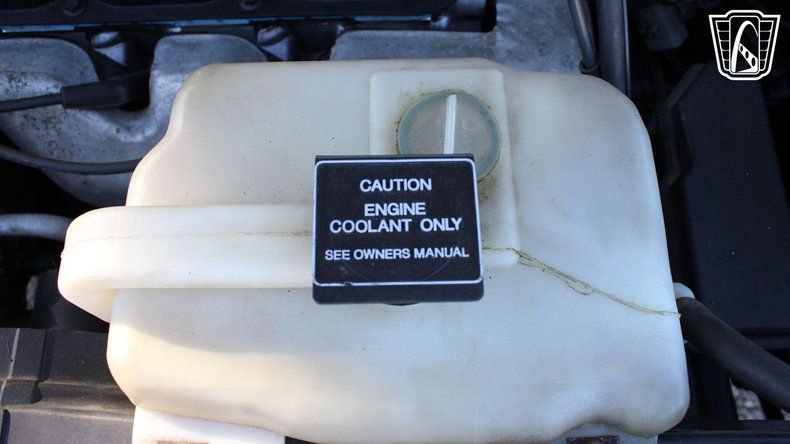 CAUTION
ENGINE
COOLANT ONLY
SEE OWNERS MANUAL